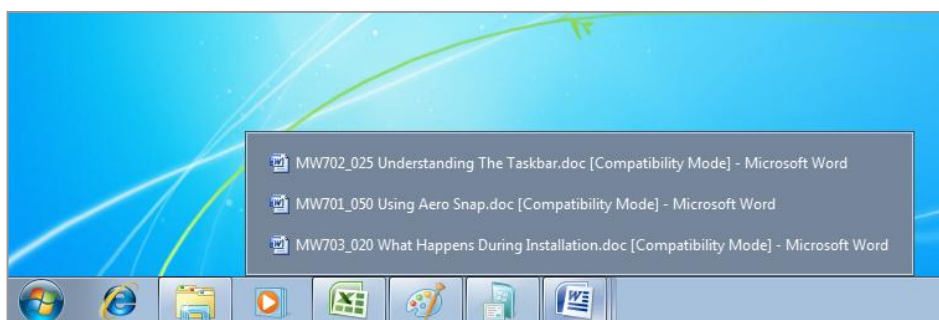 MW702_025 Understanding The Taskbar.doc [Compatibility Mode] - Microsoft Word
MW701_050 Using Aero Snap.doc [Compatibility Mode] - Microsoft Word
MW703_020 What Happens During Installation.doc [Compatibility Mode] - Microsoft Word